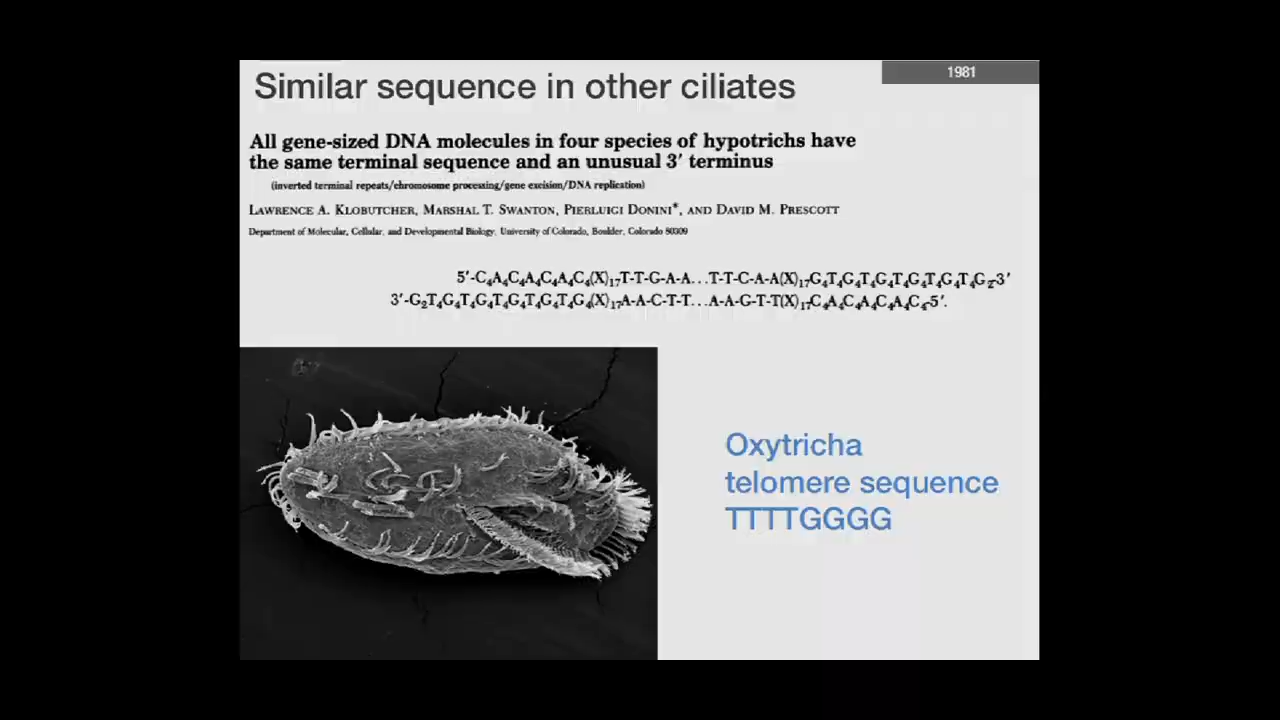 1981
Similar sequence in other ciliates
All gene-sized DNA molecules in four species of hypotrichs have
the same terminal sequence and an unusual 3′ terminus
(inverted terminal repeats/chromosome processing/gene excision/DNA replication)
LAWRENCE A. KLOBUTCHER, MARSHAL T. SWANTON, PIERLUIGI DONINI*, AND DAVID M. PRESCOTT
Department of Molecular, Cellular, and Developmental Biology, University of Colorado, Boulder, Colorado 80309
5′-C₄A₄C₄A₄C₄A₄C₄(X)₁₇T-T-G-A-A...T-T-C-A-A(X)₁₇G₄T₄G₄T₄G₄T₄G₄T₄G₄T₄G₂-3′
3′-G₂T₄G₄T₄G₄T₄G₄T₄G₄T₄G₄(X)₁₇A-A-C-T-T...A-A-G-T-T(X)₁₇C₄A₄C₄A₄C₄A₄C₄-5′.
Oxytricha
telomere sequence
TTTTGGGG